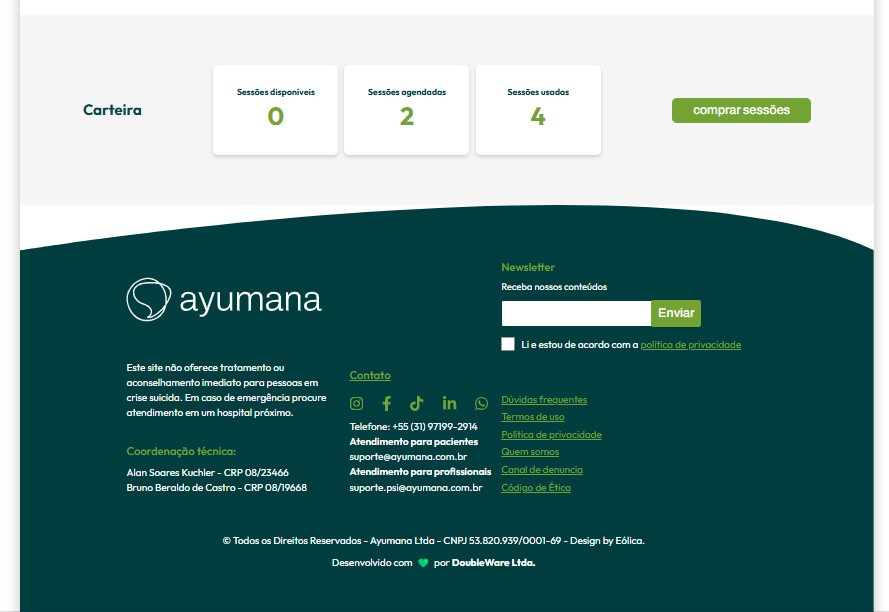 Carteira
Sessões disponíveis
0
Sessões agendadas
2
Sessões usadas
4
comprar sessões
ayumana
Newsletter
Receba nossos conteúdos
Enviar
Li e estou de acordo com a política de privacidade
Este site não oferece tratamento ou
aconselhamento imediato para pessoas em
crise suicida. Em caso de emergência procure
atendimento em um hospital próximo.
Coordenação técnica:
Alan Soares Kuchler - CRP 08/23466
Bruno Beraldo de Castro - CRP 08/19668
Contato
Telefone: +55 (31) 97199-2914
Atendimento para pacientes
suporte@ayumana.com.br
Atendimento para profissionais
suporte.psi@ayumana.com.br
Dúvidas frequentes
Termos de uso
Política de privacidade
Quem somos
Canal de denuncia
Código de Ética
© Todos os Direitos Reservados - Ayumana Ltda - CNPJ 53.820.939/0001-69 - Design by Eólica.
Desenvolvido com 💚 por DoubleWare Ltda.